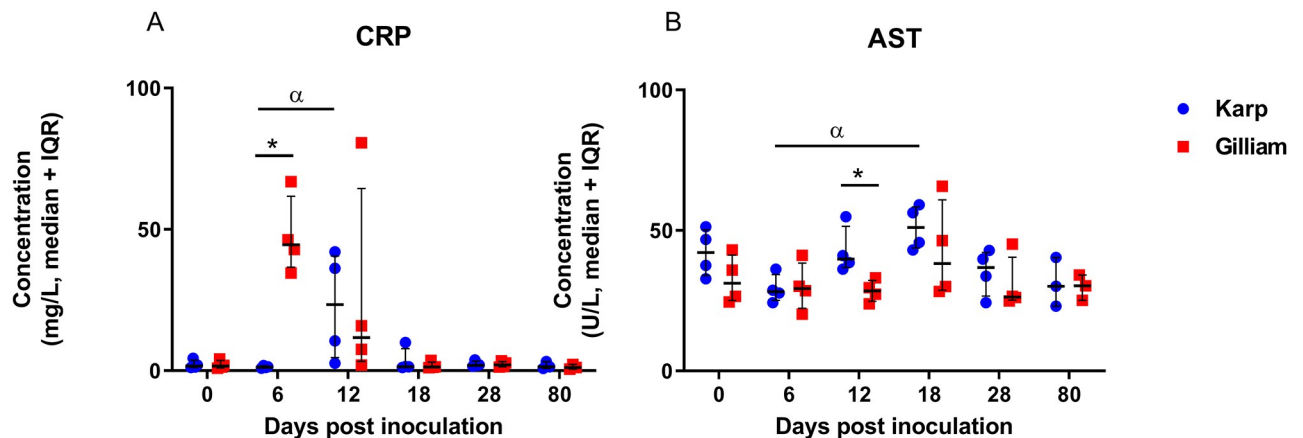 A
CRP
Concentration
(mg/L, median + IQR)
100
50
0
α
*
0 6 12 18 28 80
Days post inoculation
B
AST
Concentration
(U/L, median + IQR)
100
50
0
α
*
0 6 12 18 28 80
Days post inoculation
Karp
Gilliam